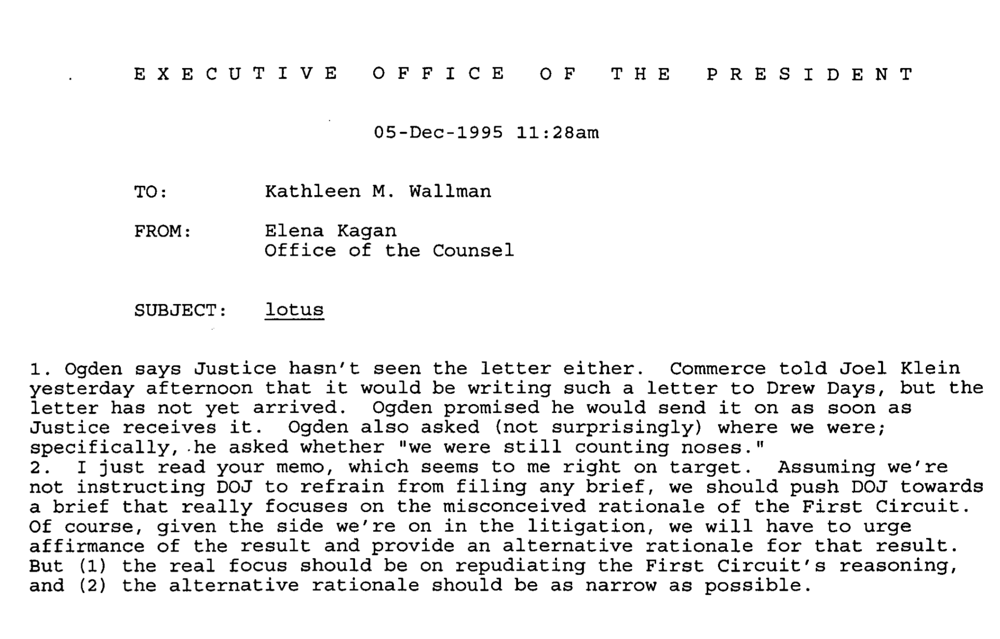 EXECUTIVE OFFICE OF THE PRESIDENT
05-Dec-1995 11:28am
TO: Kathleen M. Wallman
FROM: Elena Kagan
Office of the Counsel
SUBJECT: lotus
1. Ogden says Justice hasn't seen the letter either. Commerce told Joel Klein
yesterday afternoon that it would be writing such a letter to Drew Days, but the
letter has not yet arrived. Ogden promised he would send it on as soon as
Justice receives it. Ogden also asked (not surprisingly) where we were;
specifically, he asked whether "we were still counting noses."
2. I just read your memo, which seems to me right on target. Assuming we're
not instructing DOJ to refrain from filing any brief, we should push DOJ towards
a brief that really focuses on the misconceived rationale of the First Circuit.
Of course, given the side we're on in the litigation, we will have to urge
affirmance of the result and provide an alternative rationale for that result.
But (1) the real focus should be on repudiating the First Circuit's reasoning,
and (2) the alternative rationale should be as narrow as possible.